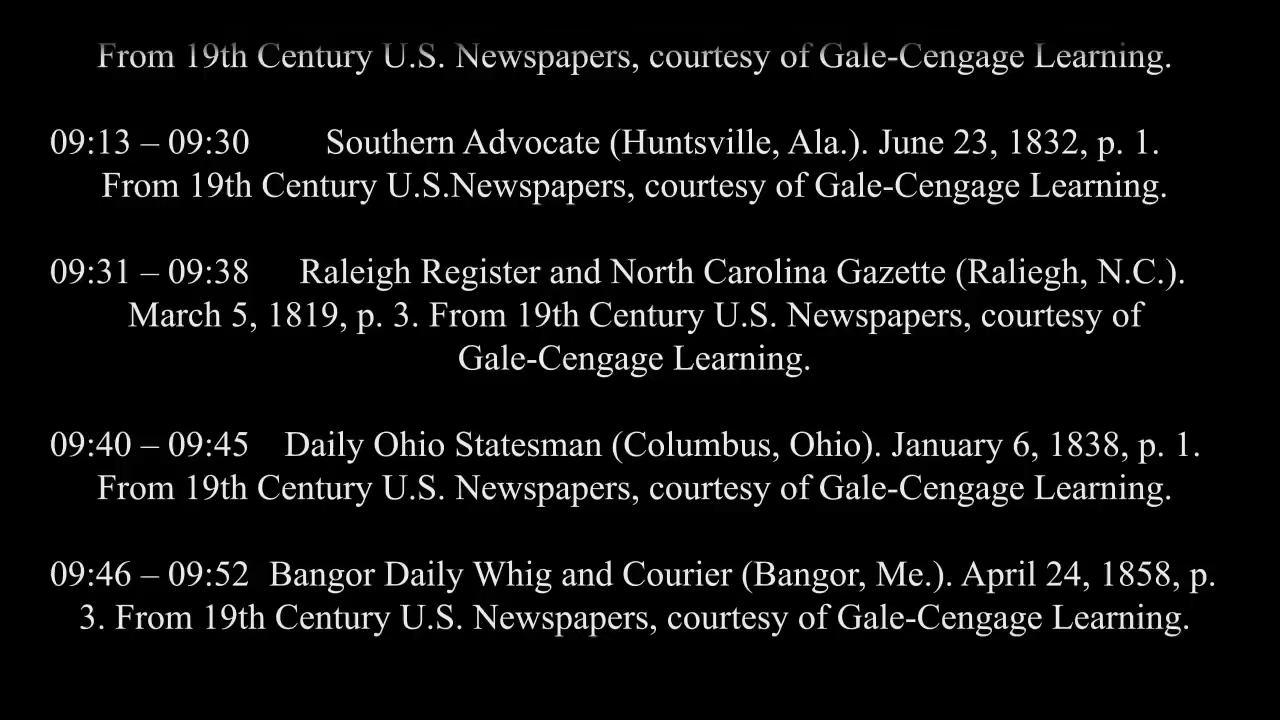 From 19th Century U.S. Newspapers, courtesy of Gale-Cengage Learning.
09:13 – 09:30 Southern Advocate (Huntsville, Ala.). June 23, 1832, p. 1.
From 19th Century U.S.Newspapers, courtesy of Gale-Cengage Learning.
09:31 – 09:38 Raleigh Register and North Carolina Gazette (Raliegh, N.C.).
March 5, 1819, p. 3. From 19th Century U.S. Newspapers, courtesy of
Gale-Cengage Learning.
09:40 – 09:45 Daily Ohio Statesman (Columbus, Ohio). January 6, 1838, p. 1.
From 19th Century U.S. Newspapers, courtesy of Gale-Cengage Learning.
09:46 – 09:52 Bangor Daily Whig and Courier (Bangor, Me.). April 24, 1858, p.
3. From 19th Century U.S. Newspapers, courtesy of Gale-Cengage Learning.